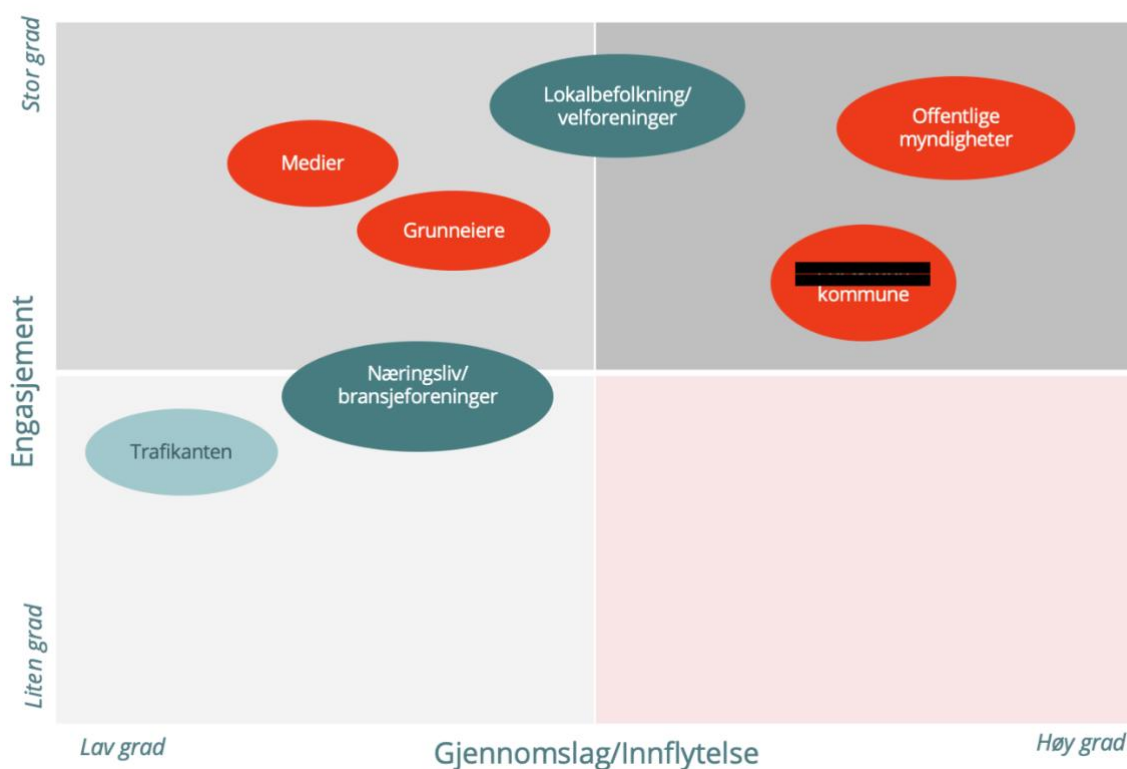 Stor grad
Lokalbefolkning/
velforeninger
Offentlige
myndigheter
Medier
Grunneiere
kommune
Engasjement
Næringsliv/
bransjeforeninger
Trafikanten
Liten grad
Lav grad
Gjennomslag/Innflytelse
Høy grad